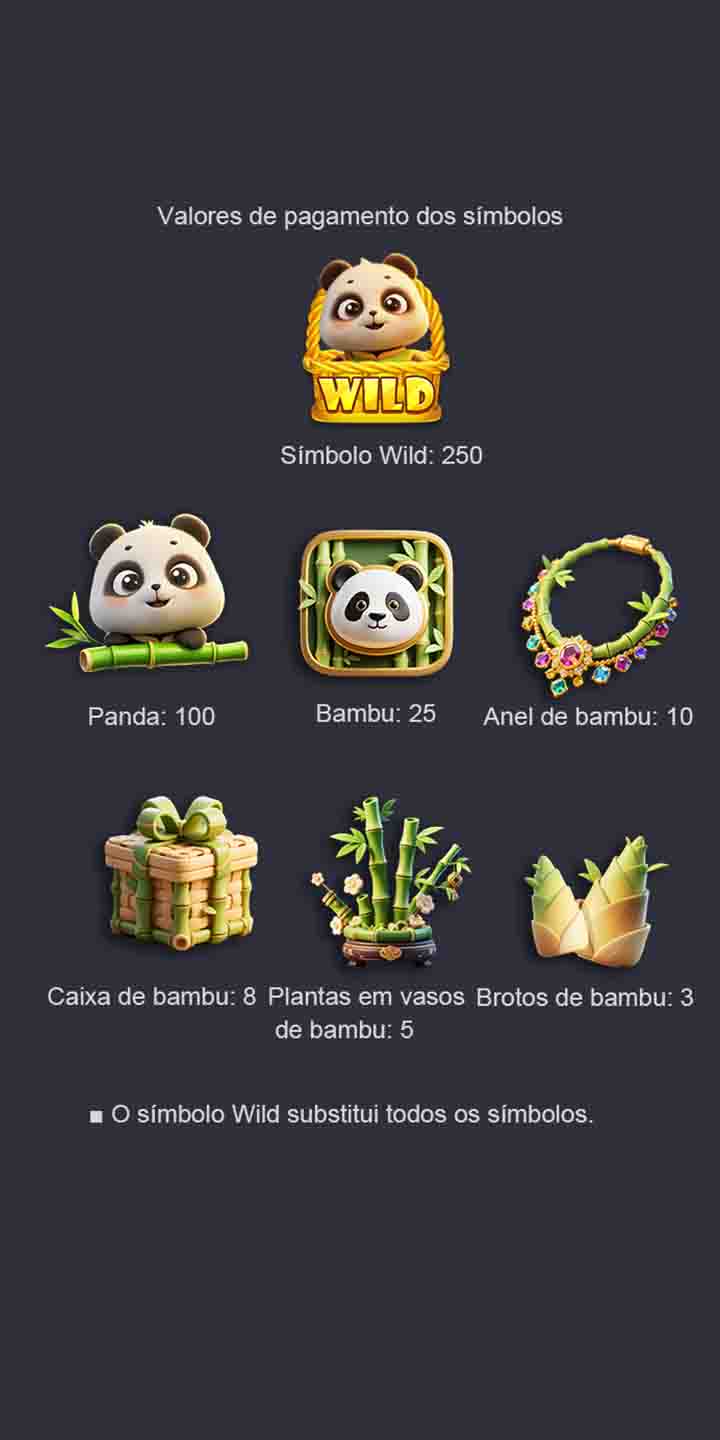 Valores de pagamento dos símbolos
WILD
Símbolo Wild: 250
Panda: 100
Bambu: 25
Anel de bambu: 10
Caixa de bambu: 8
Plantas em vasos
de bambu: 5
Brotos de bambu: 3
■ O símbolo Wild substitui todos os símbolos.